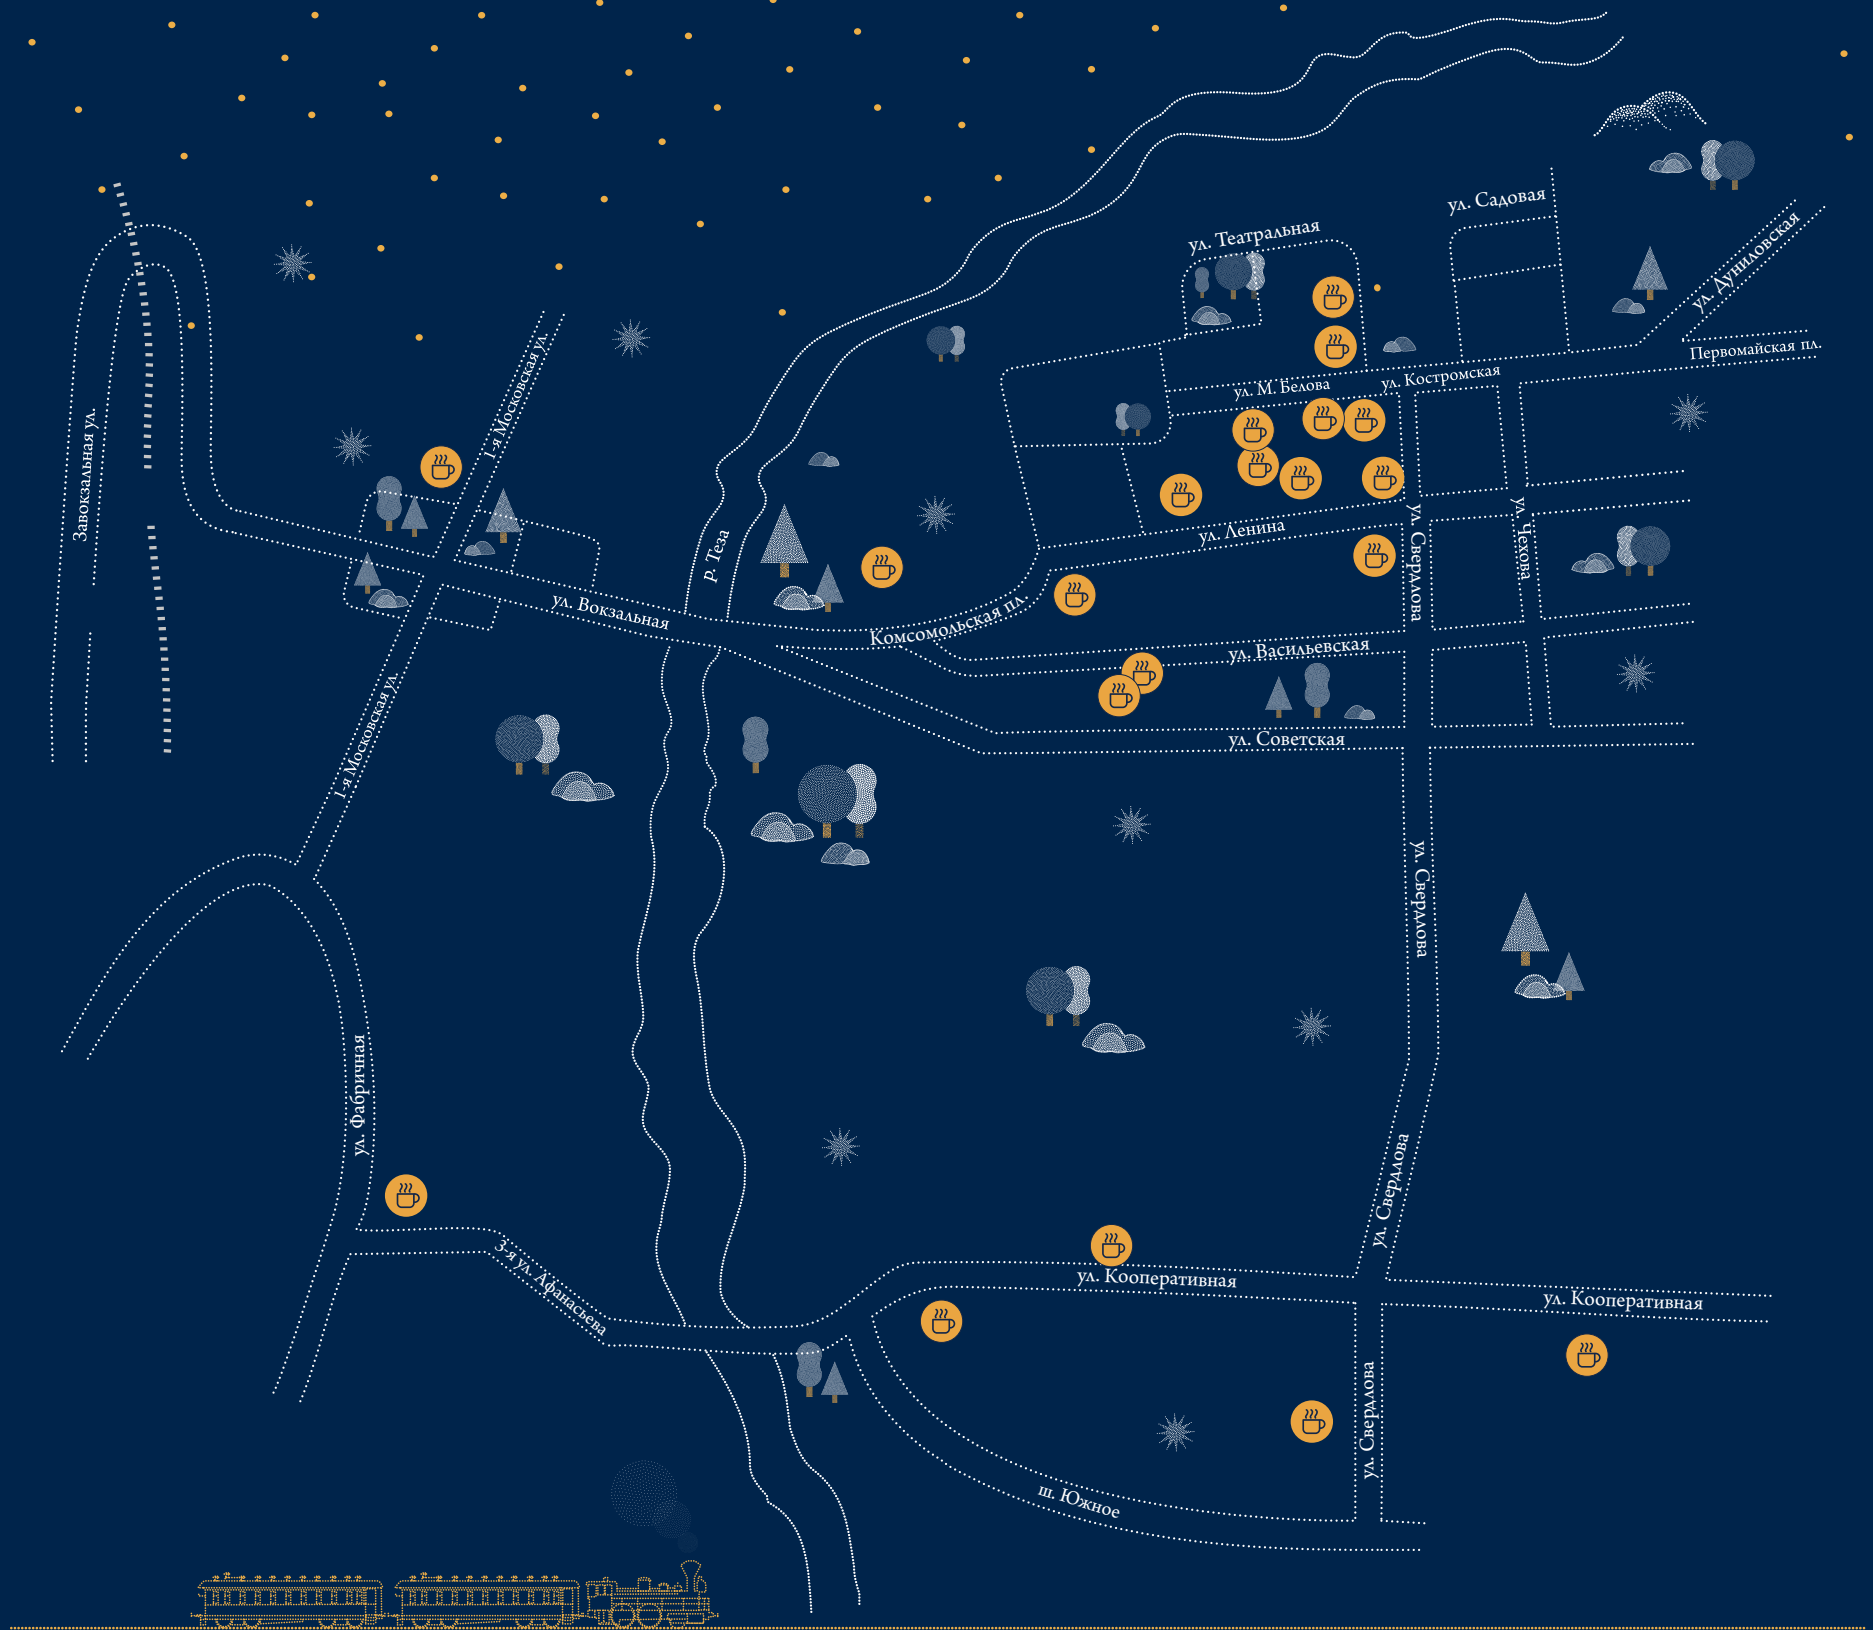 ул. Садовая
ул. Театральная
ул. Дуниловская
Первомайская пл.
ул. М. Белова
ул. Костромская
1-я Московская ул.
Завокзальная ул.
ул. Ленина
ул. Свердлова
ул. Чехова
р. Теза
ул. Вокзальная
Комсомольская пл.
ул. Васильевская
ул. Советская
1-я Московская ул.
ул. Свердлова
ул. Фабричная
ул. Свердлова
3-я ул. Афанасьева
ул. Кооперативная
ул. Кооперативная
ул. Свердлова
ш. Южное